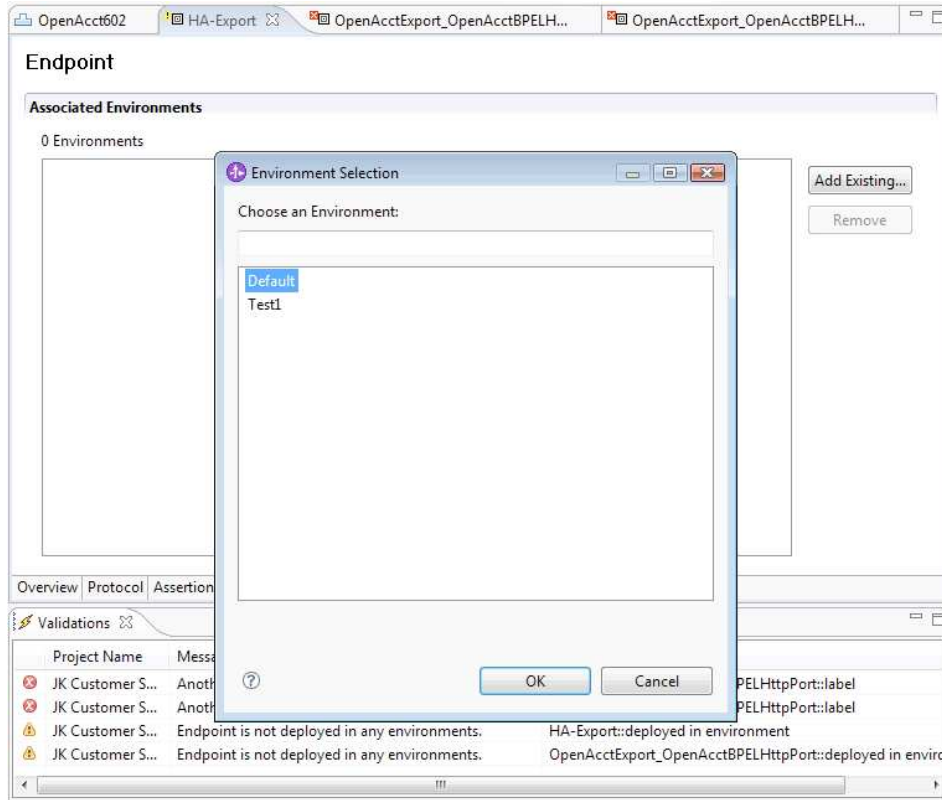 OpenAcct602 HA-Export OpenAcctExport_OpenAcctBPELH... OpenAcctExport_OpenAcctBPELH...
Endpoint
Associated Environments
0 Environments
Add Existing...
Remove
Environment Selection
Choose an Environment:
Default
Test1
OK Cancel
Overview Protocol Assertion
Validations
Project Name Messa
JK Customer S... Anoth PELHttpPort::label
JK Customer S... Anoth PELHttpPort::label
JK Customer S... Endpoint is not deployed in any environments. HA-Export::deployed in environment
JK Customer S... Endpoint is not deployed in any environments. OpenAcctExport_OpenAcctBPELHttpPort::deployed in enviro